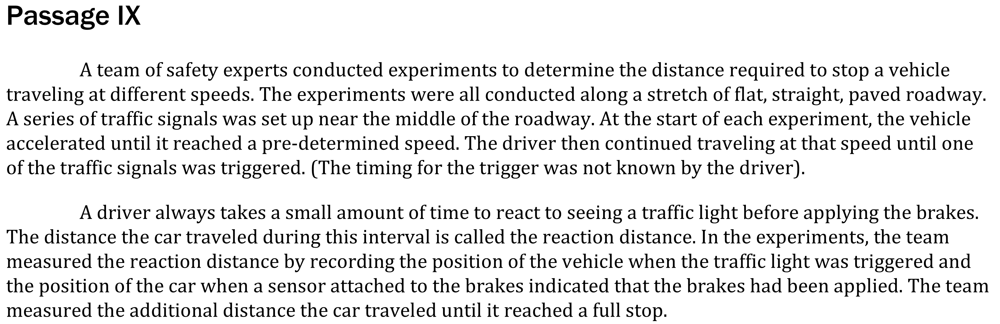 Passage IX
A team of safety experts conducted experiments to determine the distance required to stop a vehicle
traveling at different speeds. The experiments were all conducted along a stretch of flat, straight, paved roadway.
A series of traffic signals was set up near the middle of the roadway. At the start of each experiment, the vehicle
accelerated until it reached a pre-determined speed. The driver then continued traveling at that speed until one
of the traffic signals was triggered. (The timing for the trigger was not known by the driver).
A driver always takes a small amount of time to react to seeing a traffic light before applying the brakes.
The distance the car traveled during this interval is called the reaction distance. In the experiments, the team
measured the reaction distance by recording the position of the vehicle when the traffic light was triggered and
the position of the car when a sensor attached to the brakes indicated that the brakes had been applied. The team
measured the additional distance the car traveled until it reached a full stop.